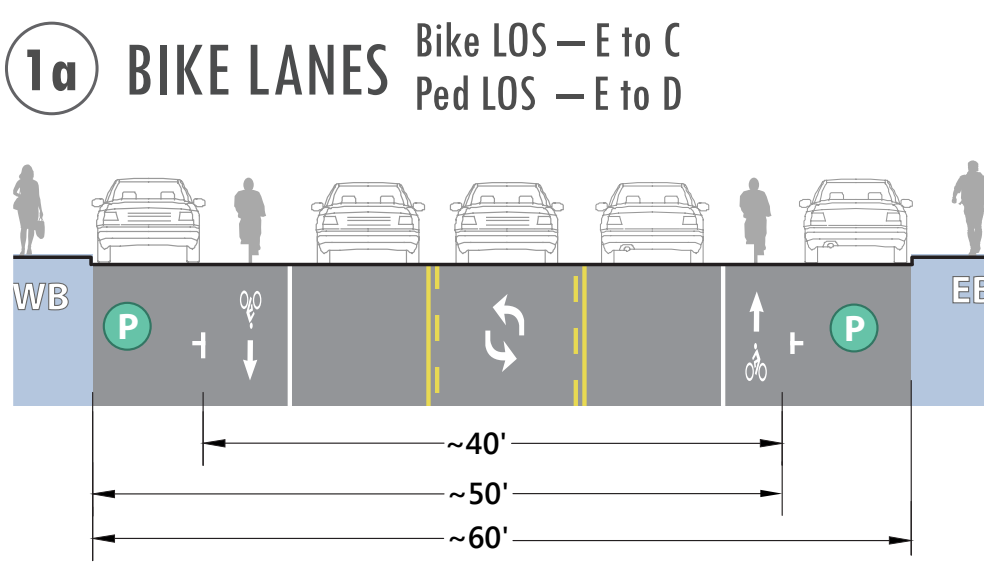 1a BIKE LANES
Bike LOS — E to C
Ped LOS — E to D
WB
EB
P
P
~40'
~50'
~60'